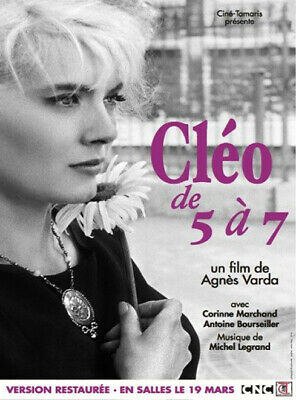 Ciné-Tamaris
présente
Cléo
de
5 à 7
un film de
Agnès Varda
avec
Corinne Marchand
Antoine Bourseiller
Musique de
Michel Legrand
VERSION RESTAURÉE - EN SALLES LE 19 MARS CNC